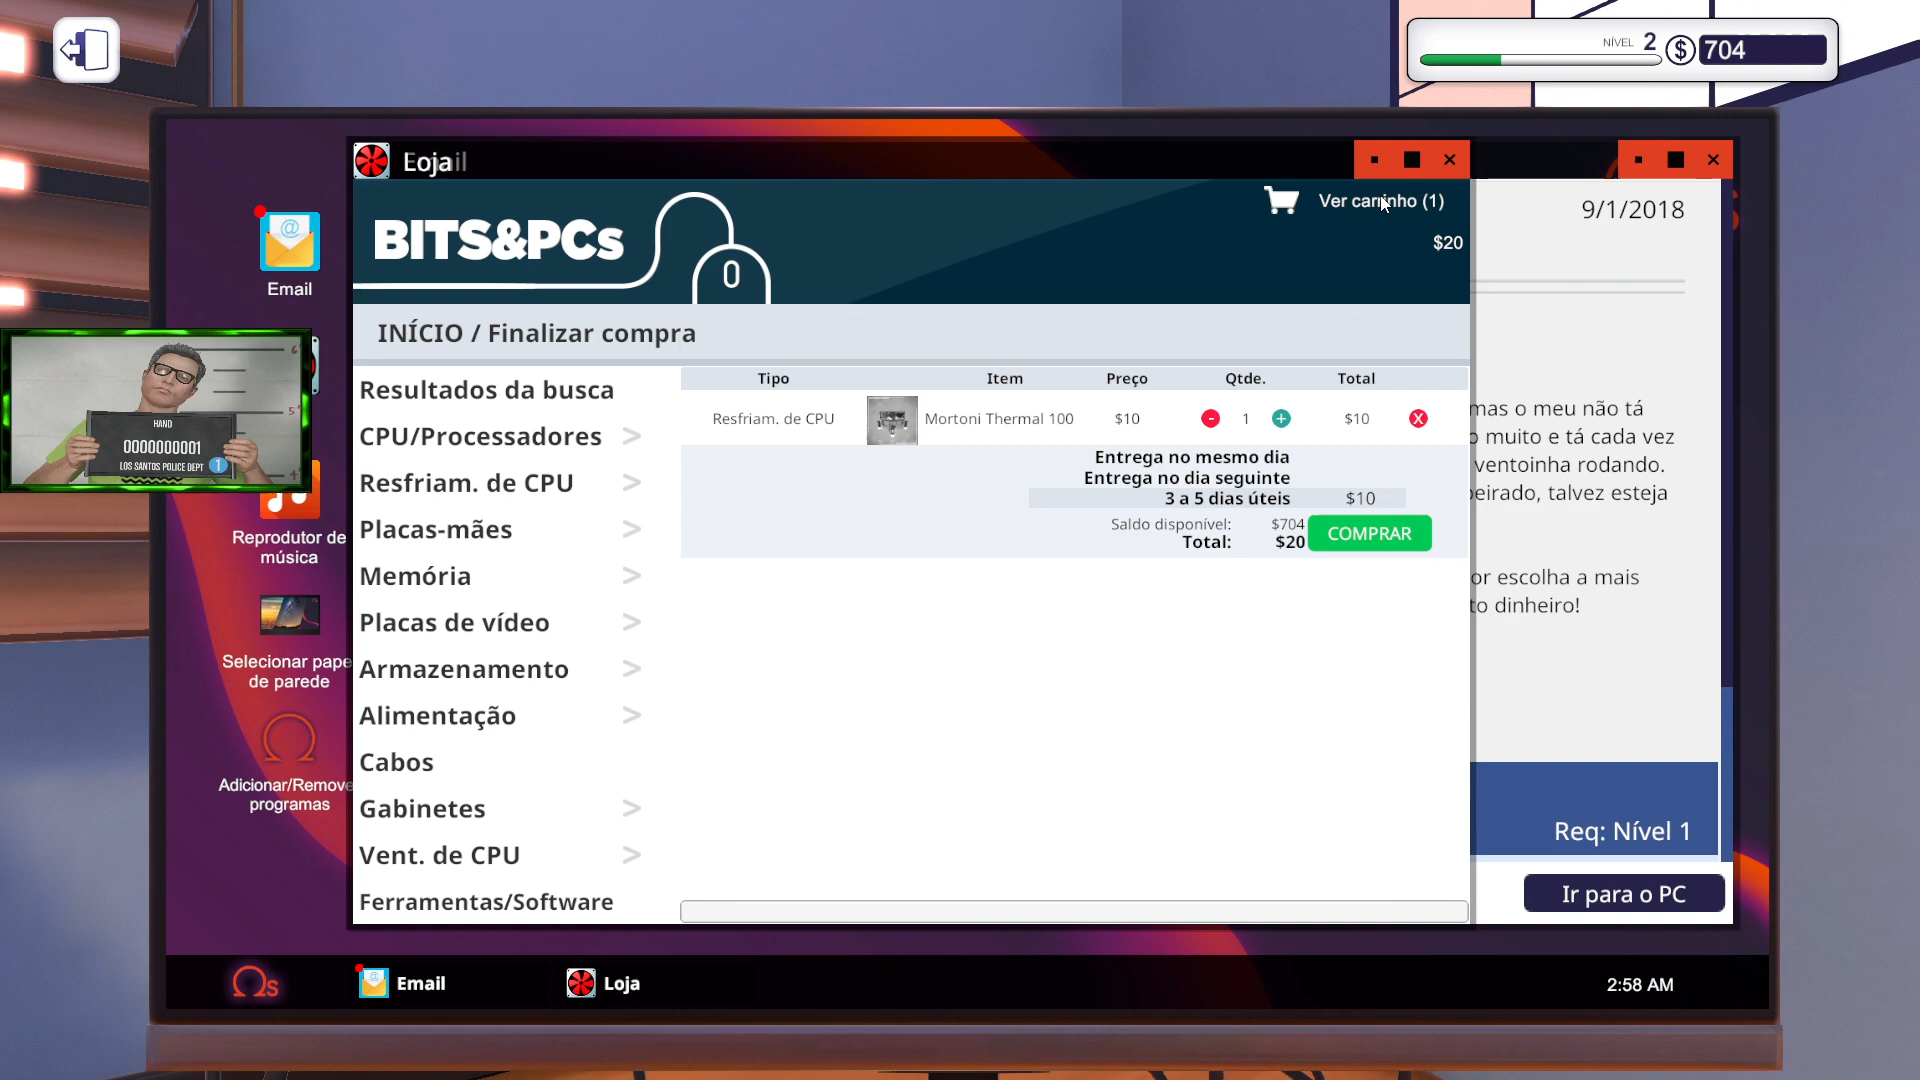 NÍVEL 2 $ 704
Loja
Ver carrinho (1)
$20
BITS&PCs
9/1/2018
Email
INÍCIO / Finalizar compra
Resultados da busca
CPU/Processadores >
Resfriam. de CPU >
Placas-mães >
Memória >
Placas de vídeo >
Armazenamento >
Alimentação >
Cabos
Gabinetes >
Vent. de CPU >
Ferramentas/Software
Tipo Item Preço Qtde. Total
Resfriam. de CPU Mortoni Thermal 100 $10 - 1 + $10 X
Entrega no mesmo dia
Entrega no dia seguinte
3 a 5 dias úteis $10
Saldo disponível: $704
Total: $20
COMPRAR
mas o meu não tá
muito e tá cada vez
ventoinha rodando.
talvez esteja
or escolha a mais
to dinheiro!
Req: Nível 1
Ir para o PC
HAND
0000000001
LOS SANTOS POLICE DEPT 1
Reprodutor de
música
Selecionar pape
de parede
Adicionar/Remove
programas
Ωs
Email
Loja
2:58 AM